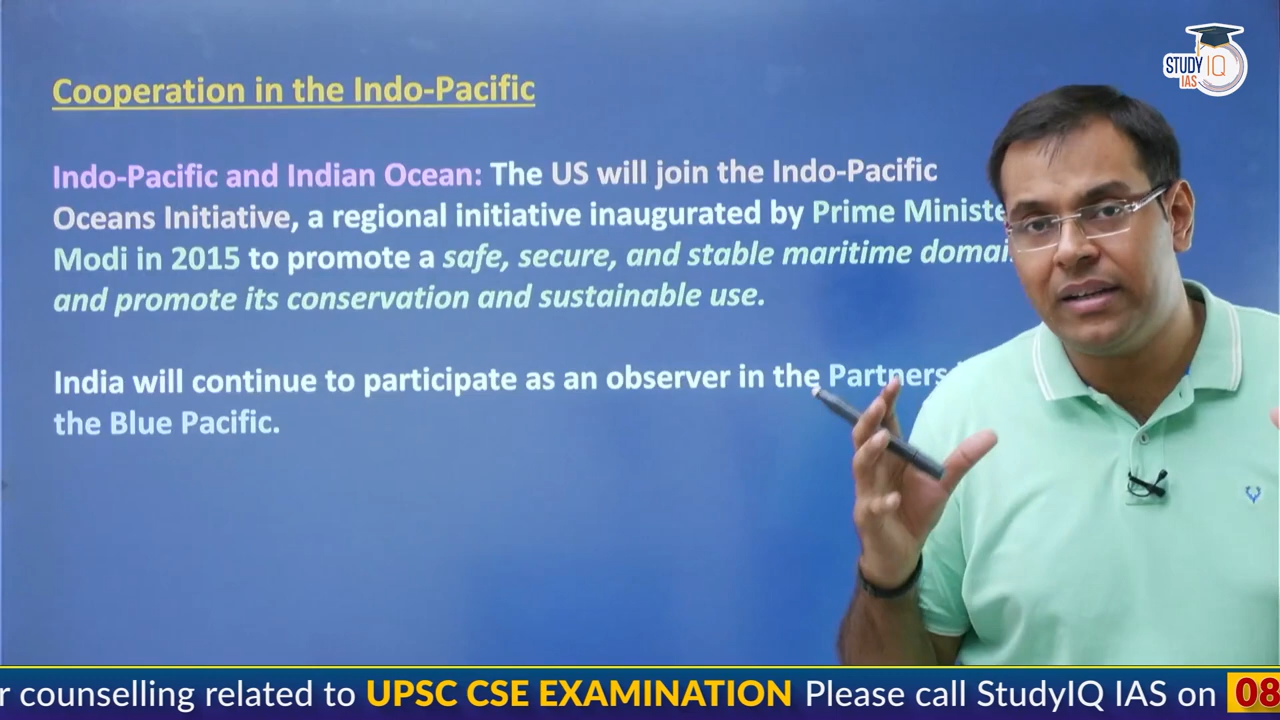 STUDY IQ
IAS
Cooperation in the Indo-Pacific
Indo-Pacific and Indian Ocean: The US will join the Indo-Pacific
Oceans Initiative, a regional initiative inaugurated by Prime
Modi in 2015 to promote a safe, secure, and stable maritime
and promote its conservation and sustainable use.
India will continue to participate as an observer in the
the Blue Pacific.
counselling related to UPSC CSE EXAMINATION Please call StudyIQ IAS on 08